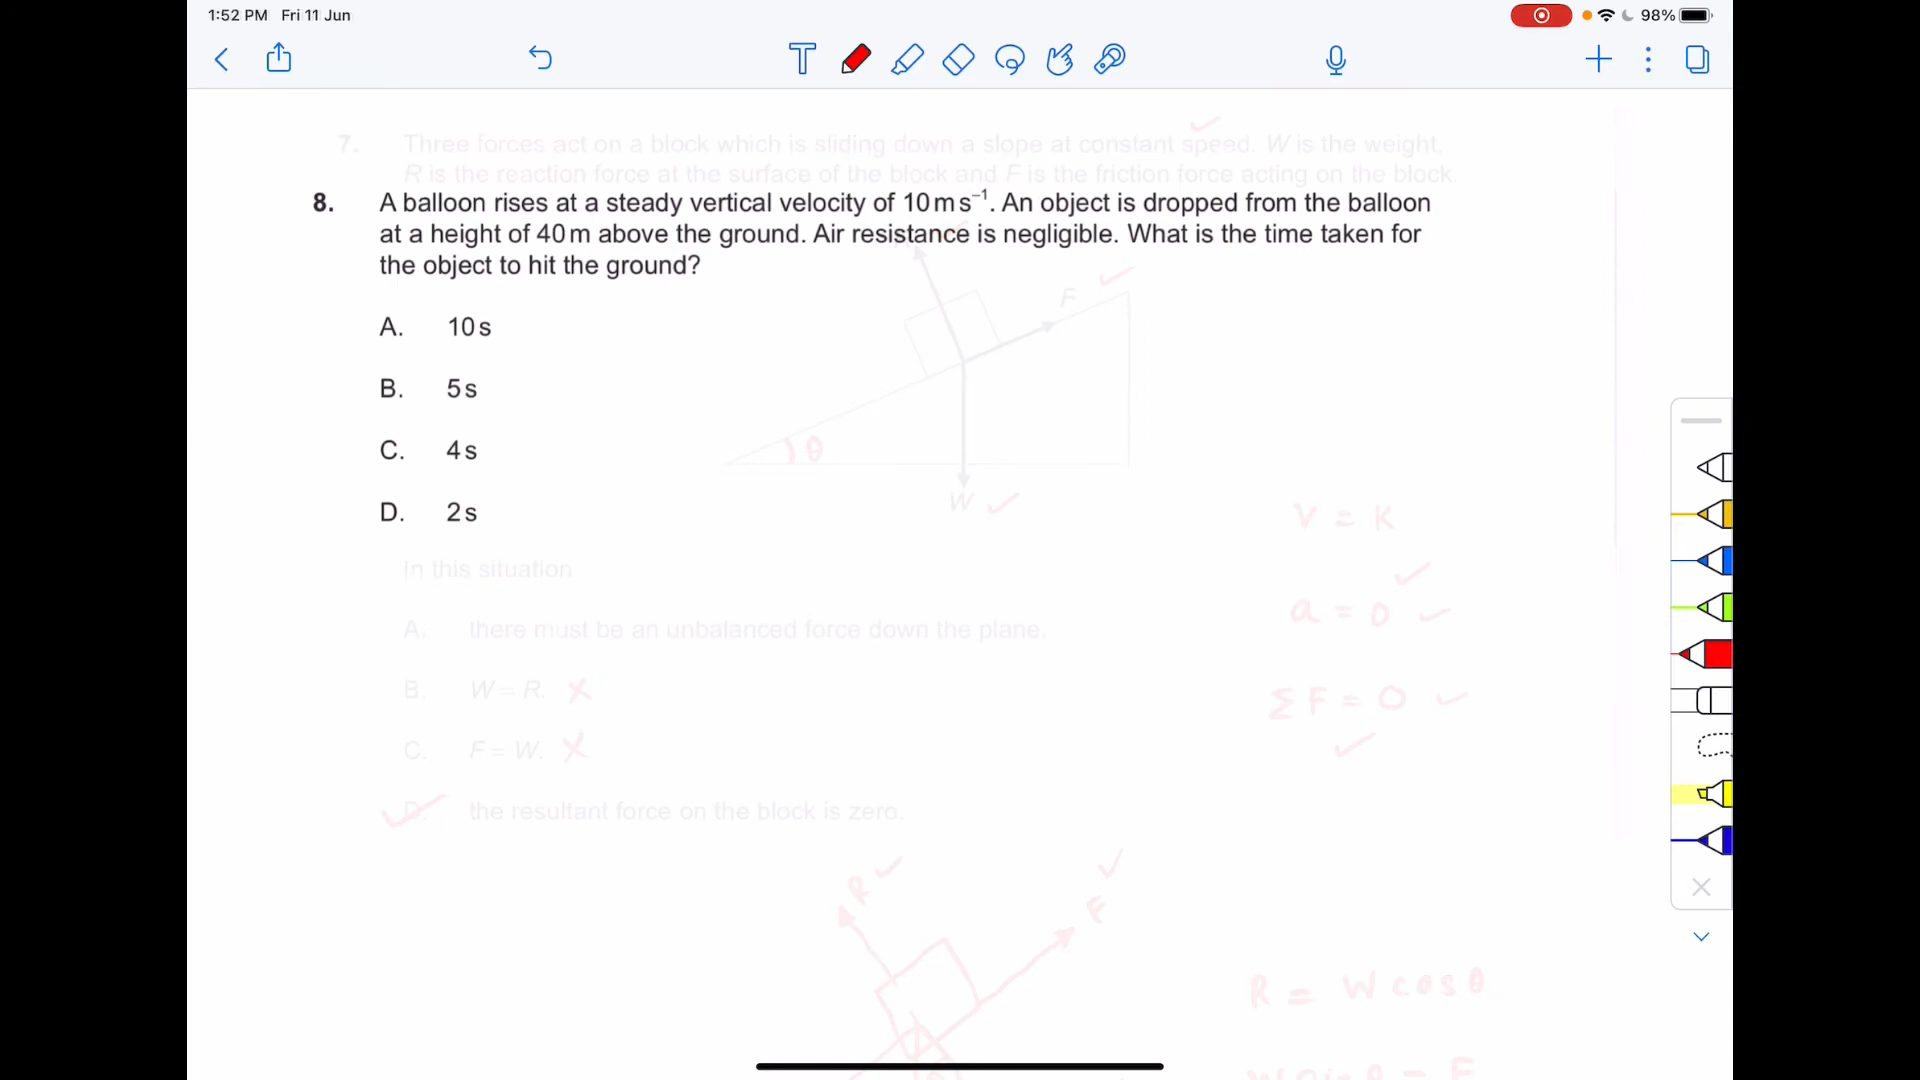 1:52 PM Fri 11 Jun
98%
7. Three forces act on a block which is sliding down a slope at constant speed. W is the weight,
R is the reaction force at the surface of the block and F is the friction force acting on the block.
8. A balloon rises at a steady vertical velocity of 10 m s⁻¹. An object is dropped from the balloon
at a height of 40 m above the ground. Air resistance is negligible. What is the time taken for
the object to hit the ground?
A. 10 s
B. 5 s
C. 4 s
D. 2 s
F
θ
W
v = K
In this situation
a = 0
A. there must be an unbalanced force down the plane.
B. W = R.
ΣF = 0
C. F = W.
D. the resultant force on the block is zero.
R
F
R = W cos θ